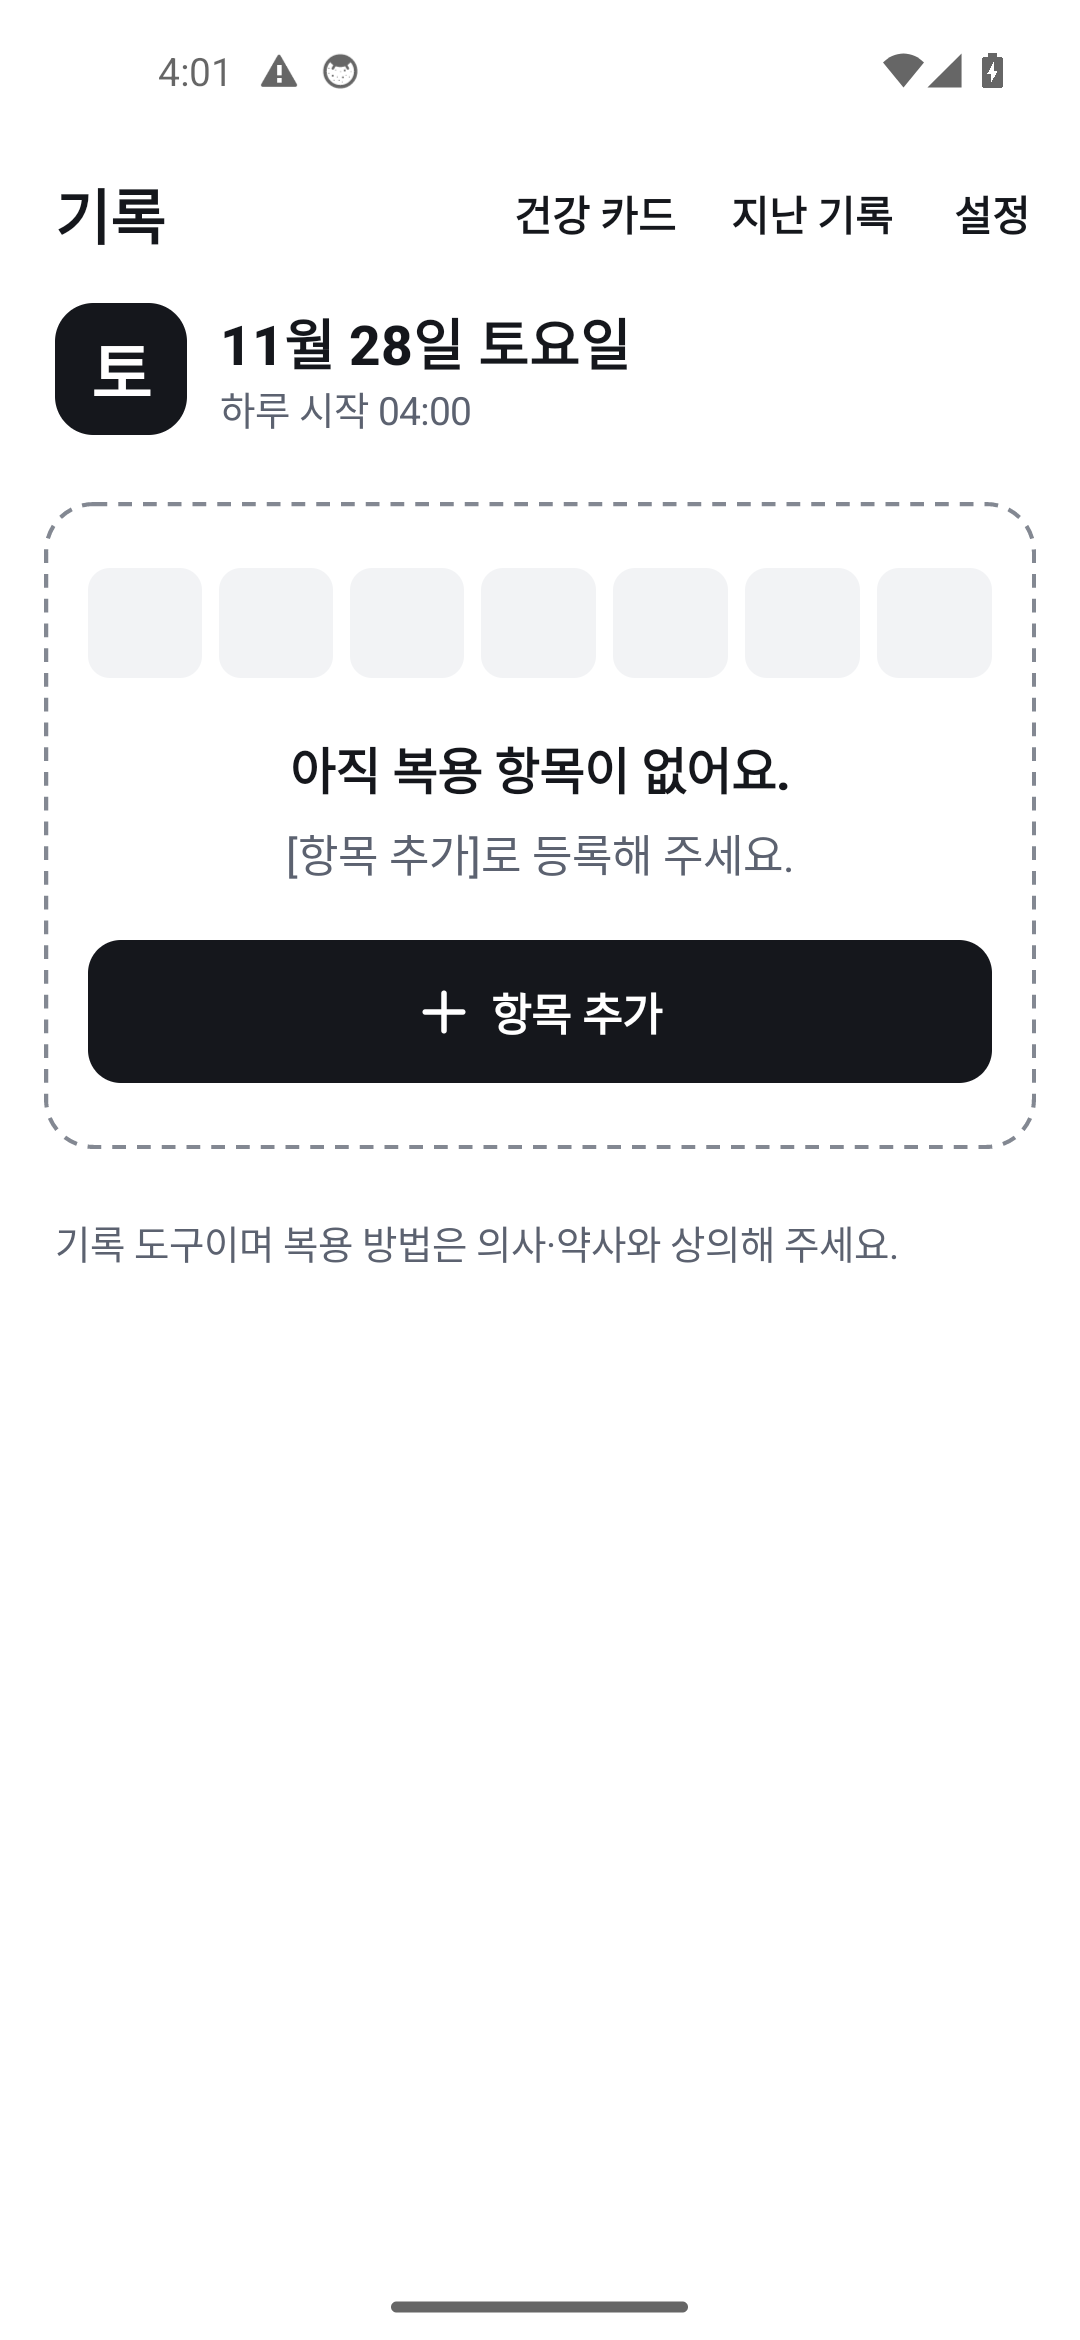 4:01
기록
건강 카드 지난 기록 설정
토
11월 28일 토요일
하루 시작 04:00
아직 복용 항목이 없어요.
[항목 추가]로 등록해 주세요.
항목 추가
기록 도구이며 복용 방법은 의사·약사와 상의해 주세요.